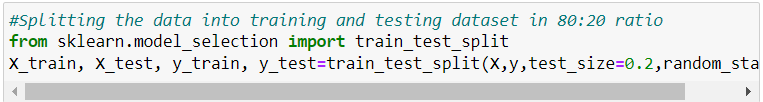 #Splitting the data into training and testing dataset in 80:20 ratio
from sklearn.model_selection import train_test_split
X_train, X_test, y_train, y_test=train_test_split(X,y,test_size=0.2,random_sta